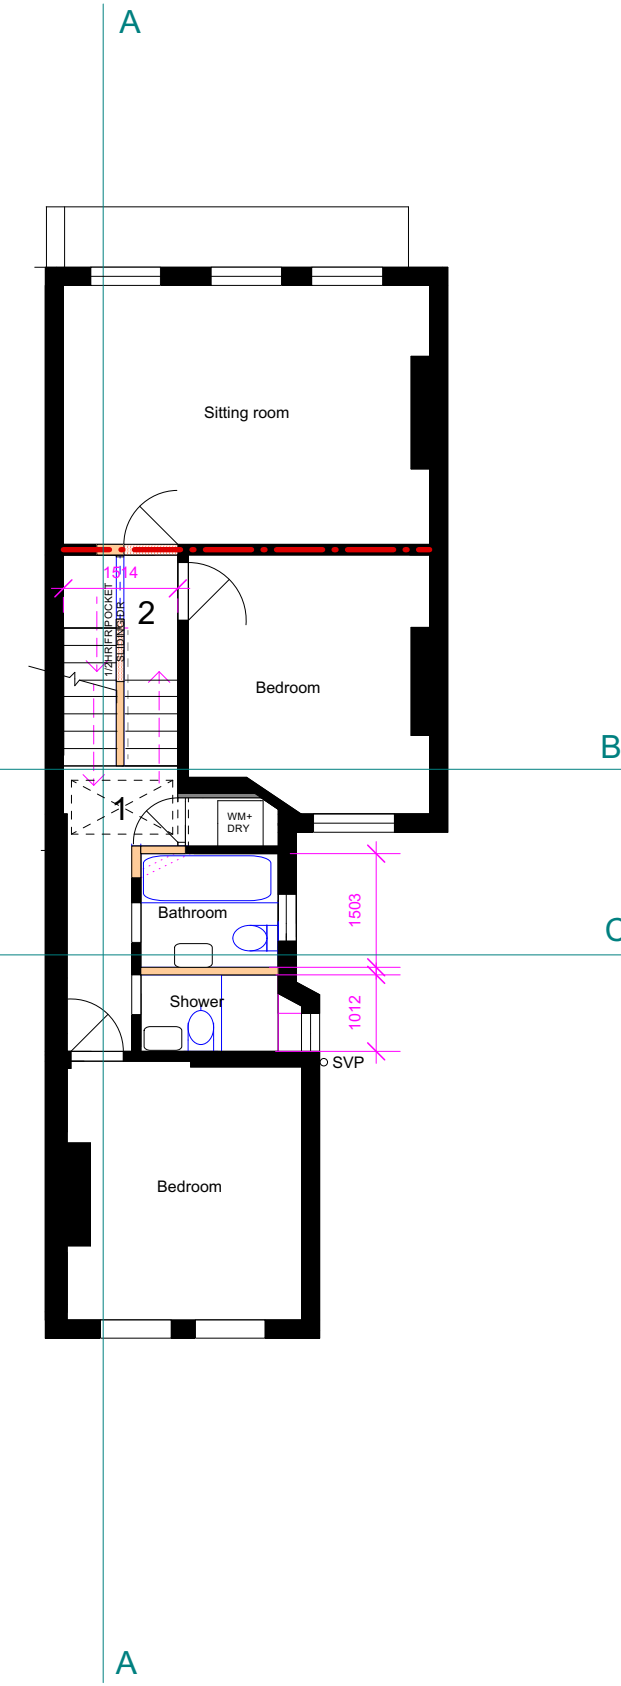 A
Sitting room
1514
2
1/2HR FR POCKET
SLIDING DR
Bedroom
B
1
WM+
DRY
Bathroom
1503
C
Shower
1012
SVP
Bedroom
A